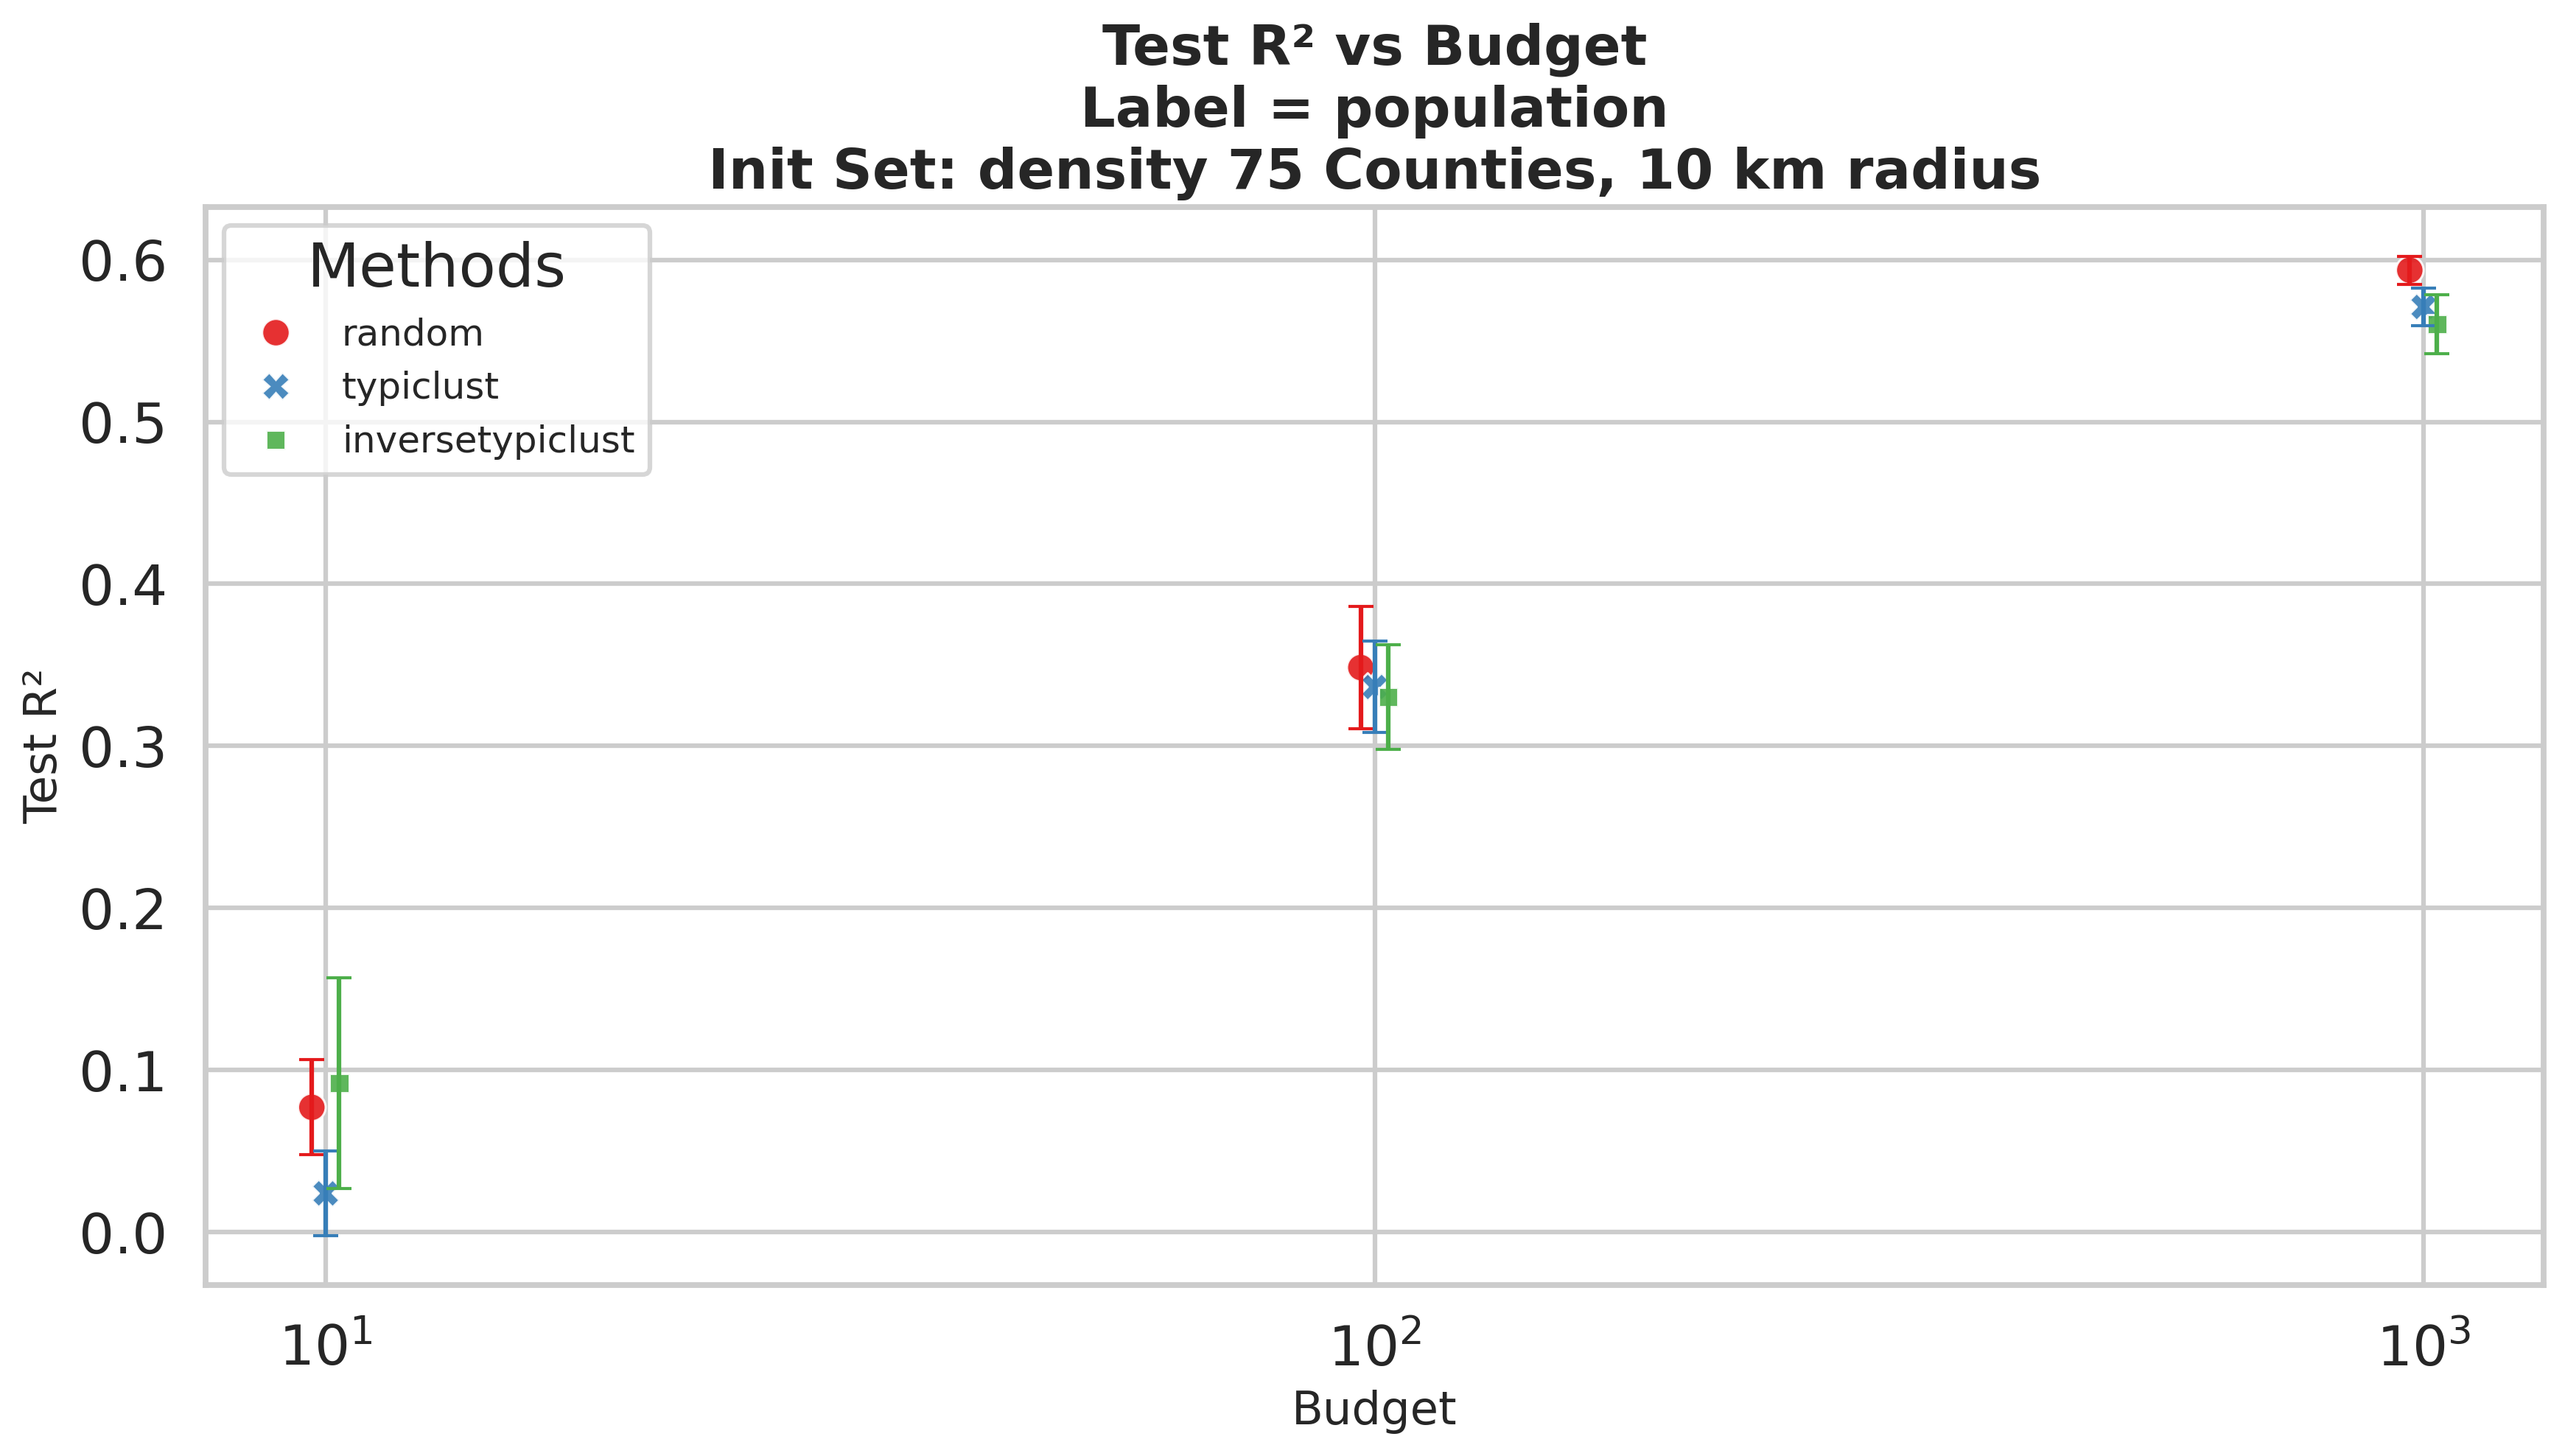 Test R² vs Budget
Label = population
Init Set: density 75 Counties, 10 km radius
Methods
random
typiclust
inversetypiclust
0.6
0.5
0.4
0.3
0.2
0.1
0.0
Test R²
10¹
10²
10³
Budget